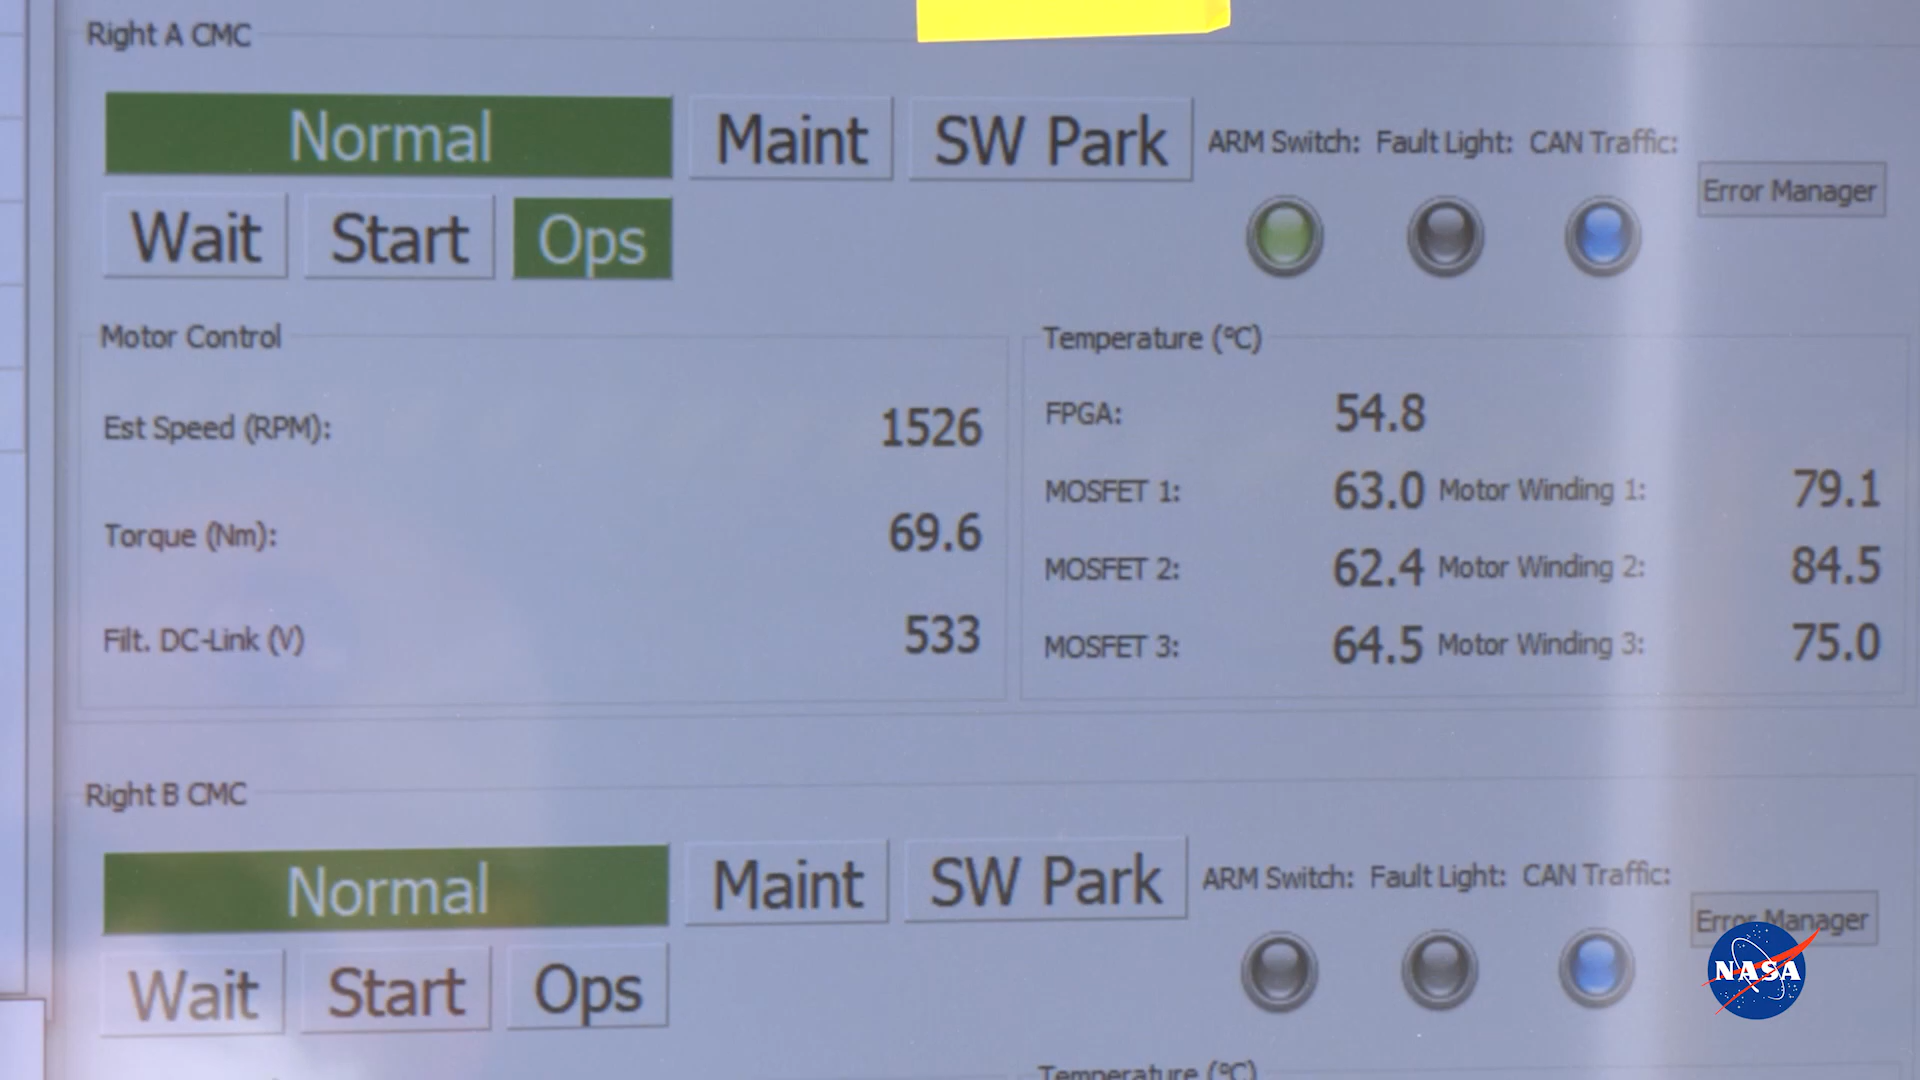 Right A CMC
Normal Maint SW Park ARM Switch: Fault Light: CAN Traffic:
Error Manager
Wait Start Ops
Motor Control
Temperature (°C)
Est Speed (RPM): 1526
FPGA: 54.8
MOSFET 1: 63.0 Motor Winding 1: 79.1
Torque (Nm): 69.6
MOSFET 2: 62.4 Motor Winding 2: 84.5
Filt. DC-Link (V) 533
MOSFET 3: 64.5 Motor Winding 3: 75.0
Right B CMC
Normal Maint SW Park ARM Switch: Fault Light: CAN Traffic:
Error Manager
Wait Start Ops
NASA
Temperature (°C)